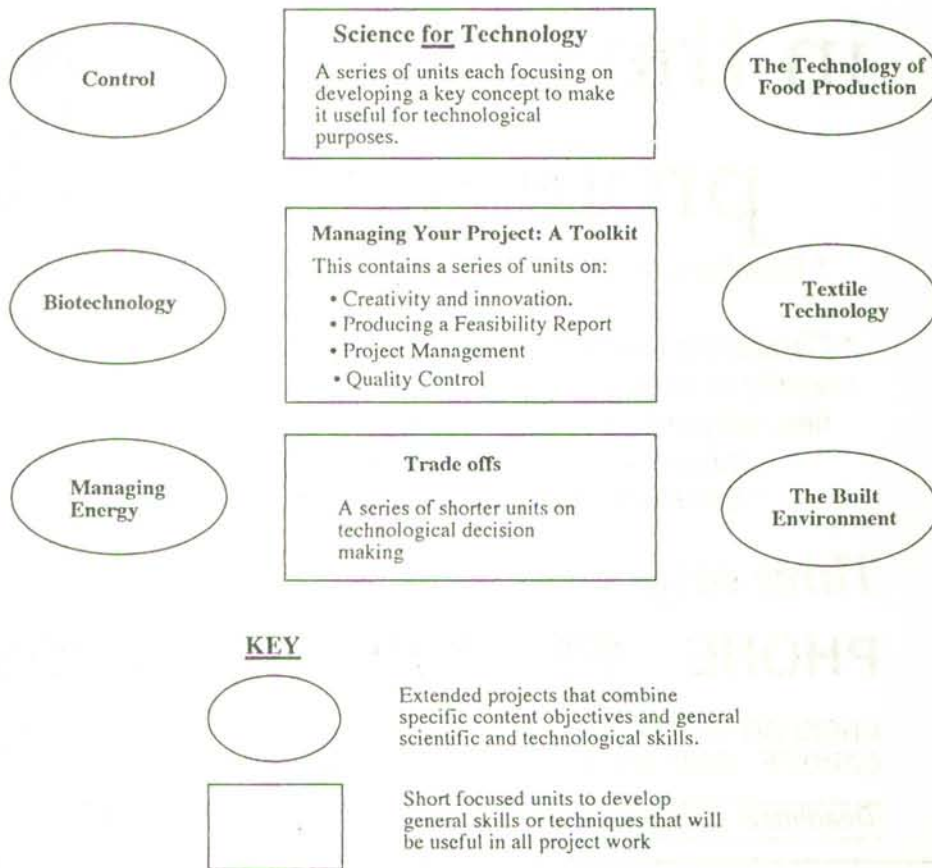 Control
Science for Technology
A series of units each focusing on
developing a key concept to make
it useful for technological
purposes.
The Technology of
Food Production
Biotechnology
Managing Your Project: A Toolkit
This contains a series of units on:
• Creativity and innovation.
• Producing a Feasibility Report
• Project Management
• Quality Control
Textile
Technology
Managing
Energy
Trade offs
A series of shorter units on
technological decision
making
The Built
Environment
KEY
Extended projects that combine
specific content objectives and general
scientific and technological skills.
Short focused units to develop
general skills or techniques that will
be useful in all project work
PHONE